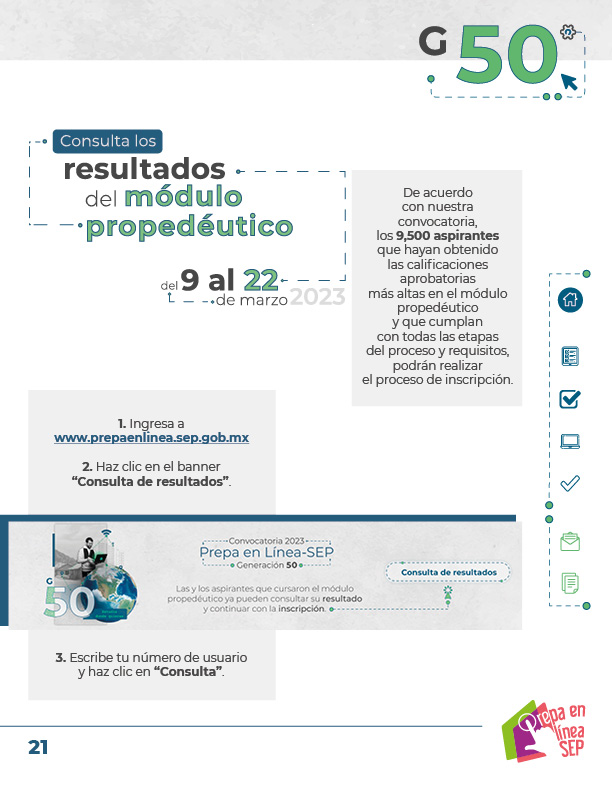 G 50
Consulta los
resultados
del módulo
propedéutico
del 9 al 22
de marzo 2023
De acuerdo
con nuestra
convocatoria,
los 9,500 aspirantes
que hayan obtenido
las calificaciones
aprobatorias
más altas en el módulo
propedéutico
y que cumplan
con todas las etapas
del proceso y requisitos,
podrán realizar
el proceso de inscripción.
1. Ingresa a
www.prepaenlinea.sep.gob.mx
2. Haz clic en el banner
“Consulta de resultados”.
G
50
Convocatoria 2023
Prepa en Línea-SEP
Generación 50
Las y los aspirantes que cursaron el módulo
propedéutico ya pueden consultar su resultado
y continuar con la inscripción.
Consulta de resultados
3. Escribe tu número de usuario
y haz clic en “Consulta”.
21
Prepa en
línea
SEP